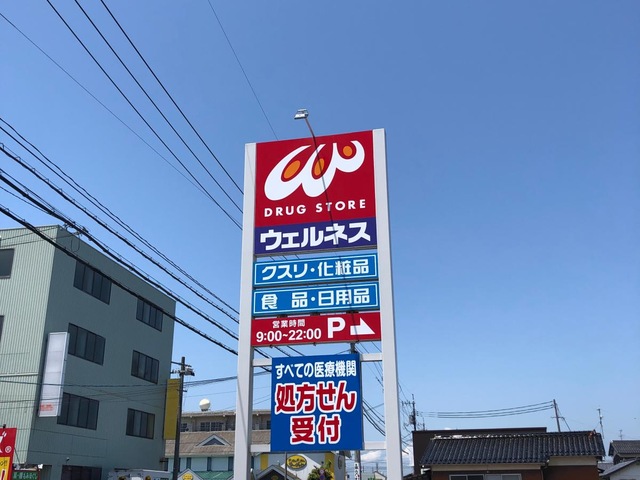 DRUG STORE
ウェルネス
クスリ・化粧品
食品・日用品
営業時間
9:00~22:00 P
すべての医療機関
処方せん
受付